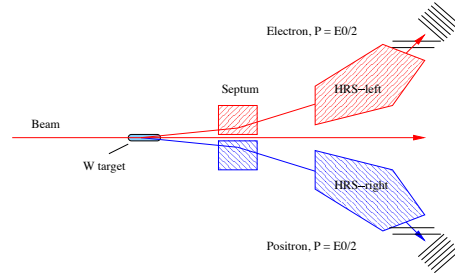 Electron, P = E0/2
Septum
HRS–left
Beam
W target
HRS–right
Positron, P = E0/2